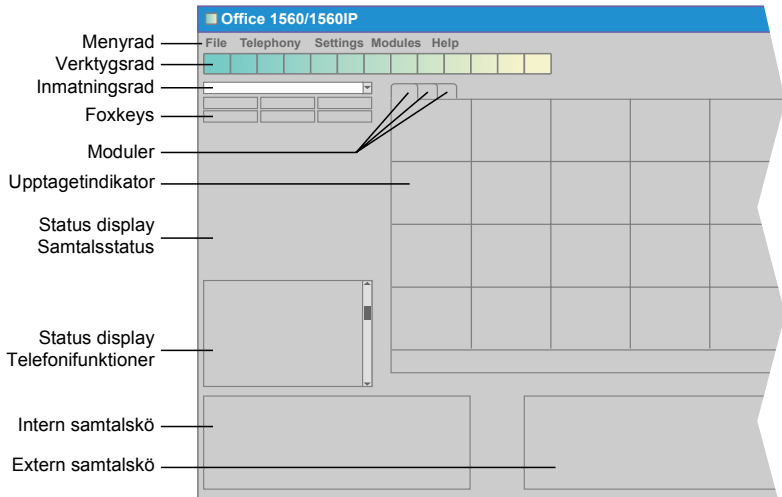 Office 1560/1560IP
Menyrad
File Telephony Settings Modules Help
Verktygsrad
Inmatningsrad
Foxkeys
Moduler
Upptagetindikator
Status display
Samtalsstatus
Status display
Telefonifunktioner
Intern samtalskö
Extern samtalskö